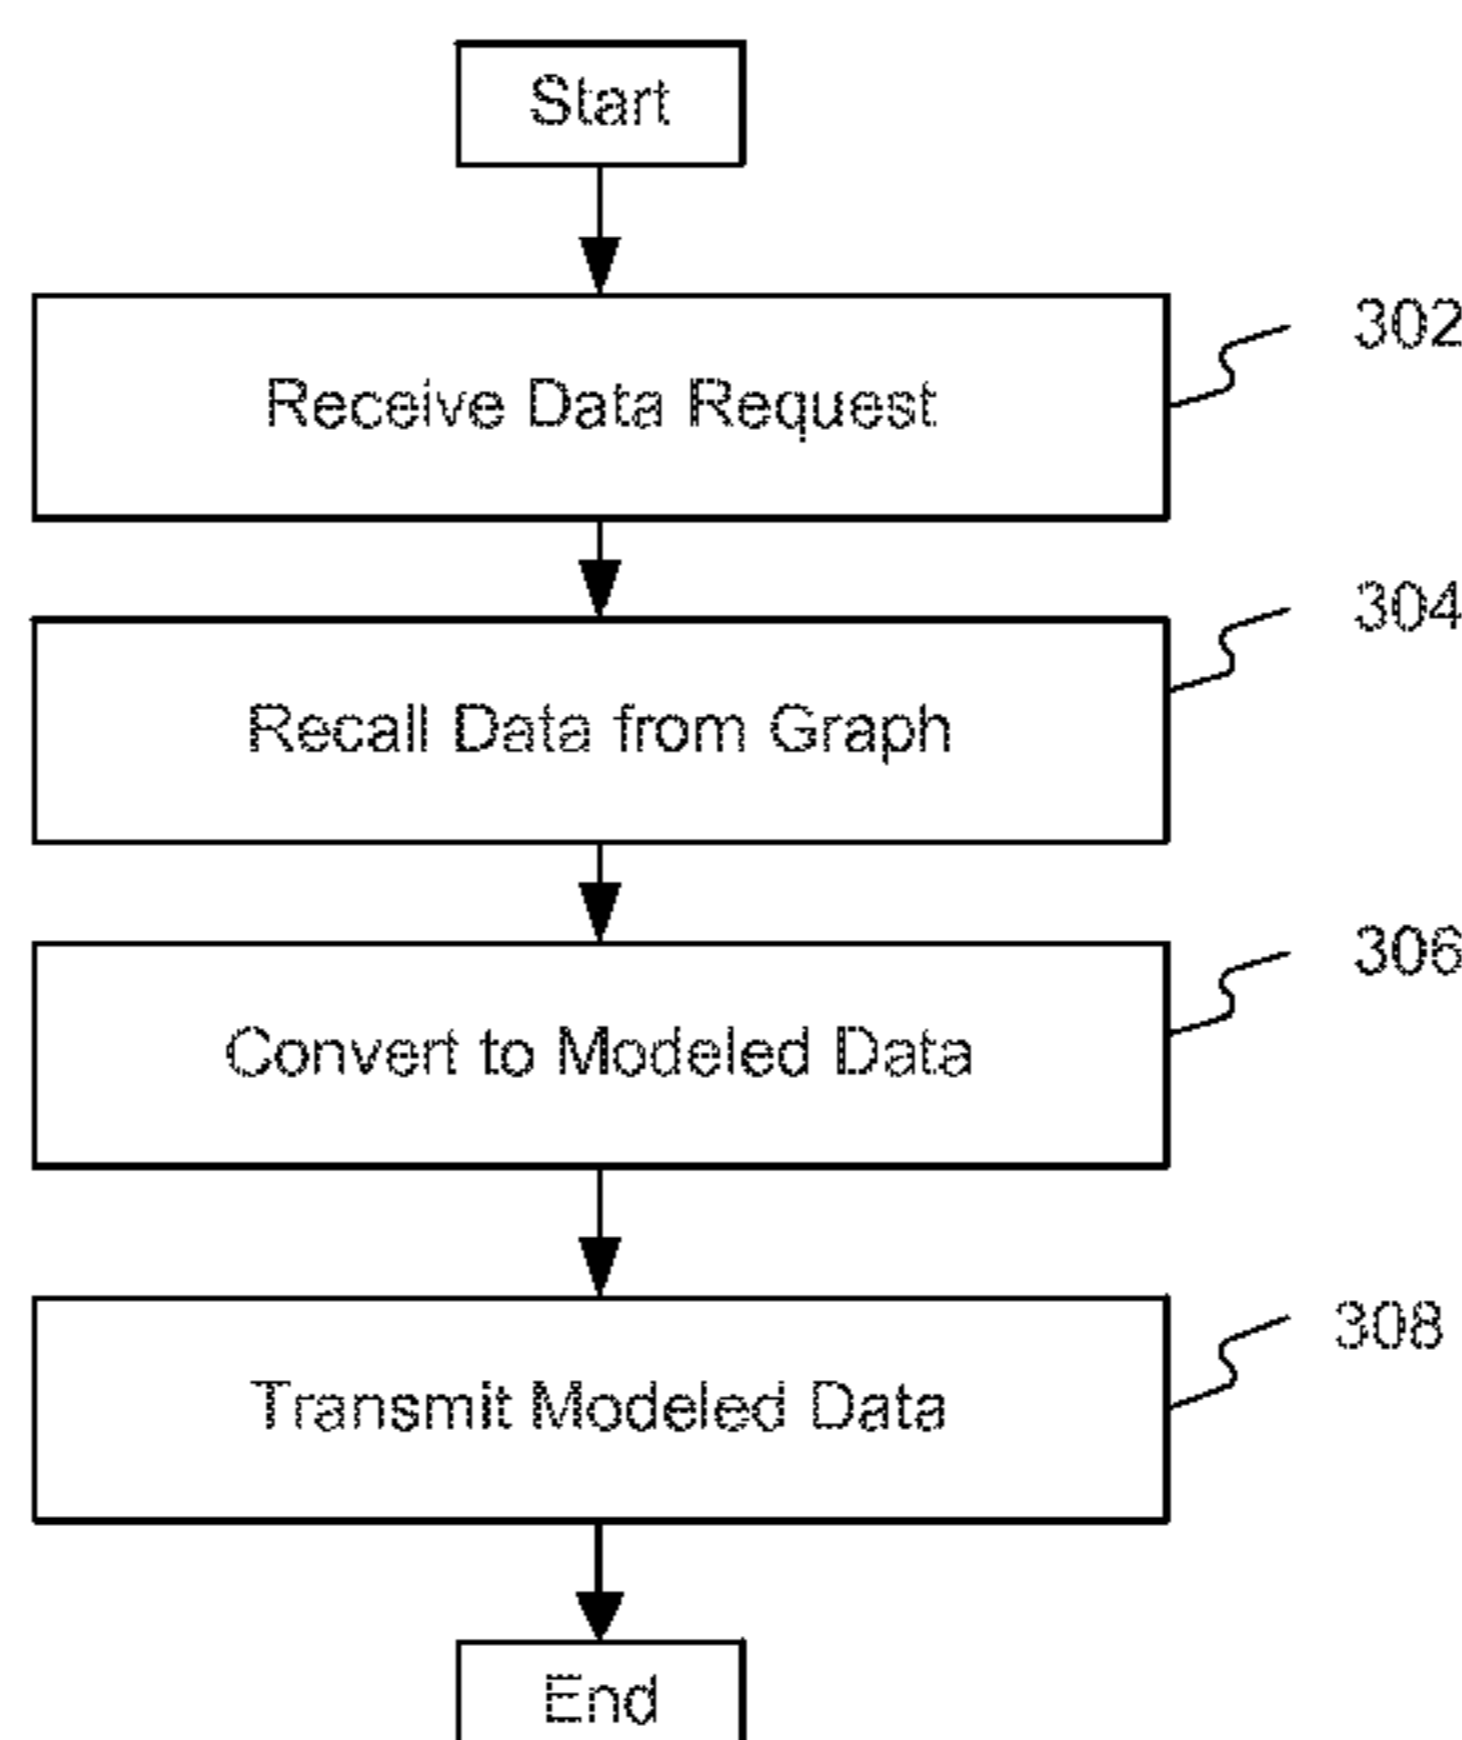 Start
Receive Data Request
302
Recall Data from Graph
304
Convert to Modeled Data
306
Transmit Modeled Data
308
End